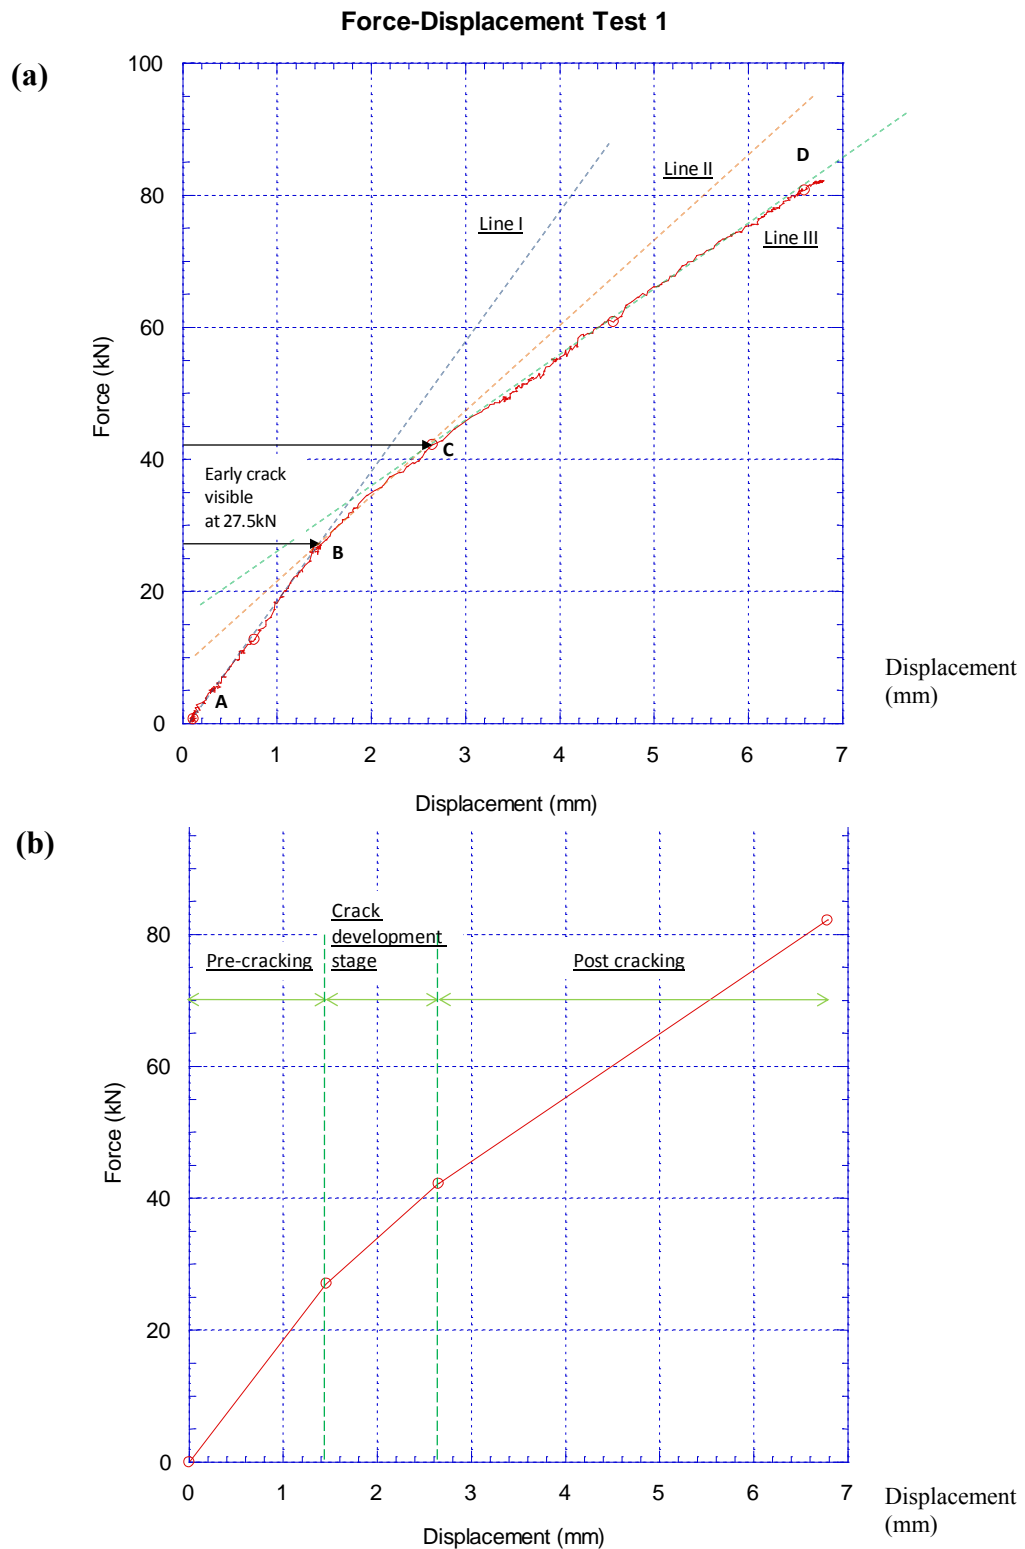 Force-Displacement Test 1
(a)
100
80
60
40
20
0
Force (kN)
Line I
Line II
Line III
D
C
B
A
Early crack
visible
at 27.5kN
0 1 2 3 4 5 6 7
Displacement (mm)
Displacement
(mm)
(b)
80
60
40
20
0
Force (kN)
Pre-cracking
Crack
development
stage
Post cracking
0 1 2 3 4 5 6 7
Displacement (mm)
Displacement
(mm)